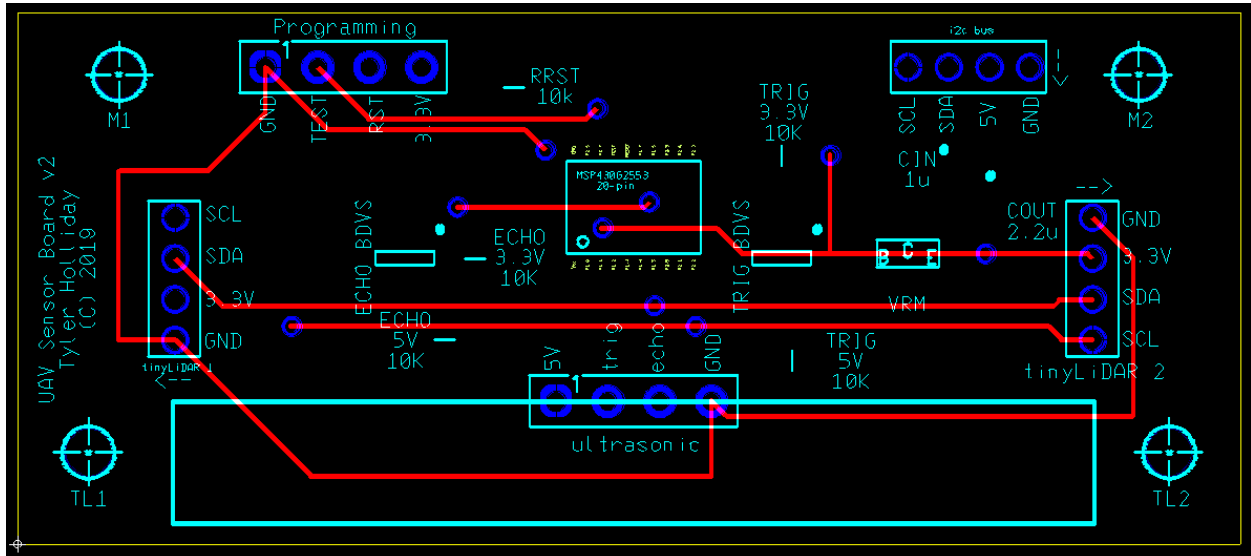 Programming
1
GND
TEST
RST
3.3V
M1
RRST
10k
TRIG
3.3V
10K
i2c bus
-->
SCL
SDA
5V
GND
M2
CIN
1u
MSP430G2553
20-pin
UAV Sensor Board v2
Tyler Holliday
(C) 2019
SCL
SDA
3.3V
GND
tinyLiDAR 1
<--
ECHO BDVS
ECHO
3.3V
10K
TRIG BDVS
B C E
VRM
COUT
2.2u
-->
GND
3.3V
SDA
SCL
tinyLiDAR 2
ECHO
5V
10K
TRIG
5V
10K
5V
trig
echo
GND
1
ultrasonic
TL1
TL2